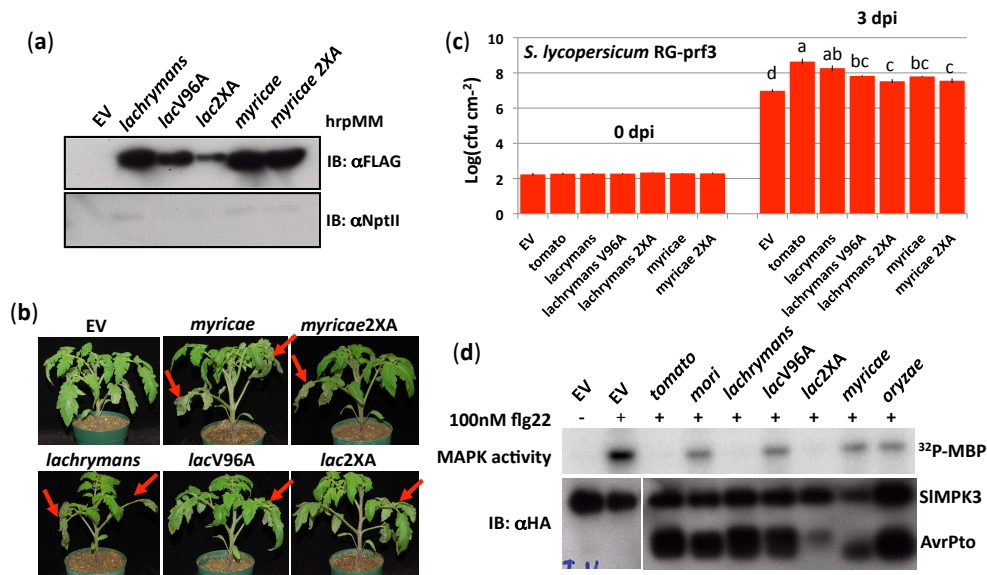 (a)
EV
lachrymans
lacV96A
lac2XA
myricae
myricae 2XA
hrpMM
IB: αFLAG
IB: αNptII
(b)
EV
myricae
myricae2XA
lachrymans
lacV96A
lac2XA
(c)
3 dpi
S. lycopersicum RG-prf3
0 dpi
Log(cfu cm-2)
10
8
6
4
2
0
d
a
ab
bc
c
bc
c
EV
tomato
lacrymans
lachrymans V96A
lachrymans 2XA
myricae
myricae 2XA
EV
tomato
lacrymans
lachrymans V96A
lachrymans 2XA
myricae
myricae 2XA
(d)
EV
EV
tomato
mori
lachrymans
lacV96A
lac2XA
myricae
oryzae
100nM flg22 - + + + + + + + +
MAPK activity
32P-MBP
IB: αHA
SlMPK3
AvrPto